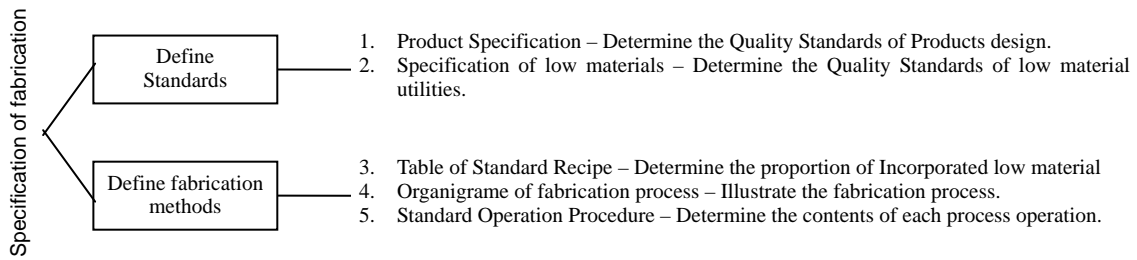 Specification of fabrication
Define
Standards
1. Product Specification – Determine the Quality Standards of Products design.
2. Specification of low materials – Determine the Quality Standards of low material
utilities.
Define fabrication
methods
3. Table of Standard Recipe – Determine the proportion of Incorporated low material
4. Organigrame of fabrication process – Illustrate the fabrication process.
5. Standard Operation Procedure – Determine the contents of each process operation.